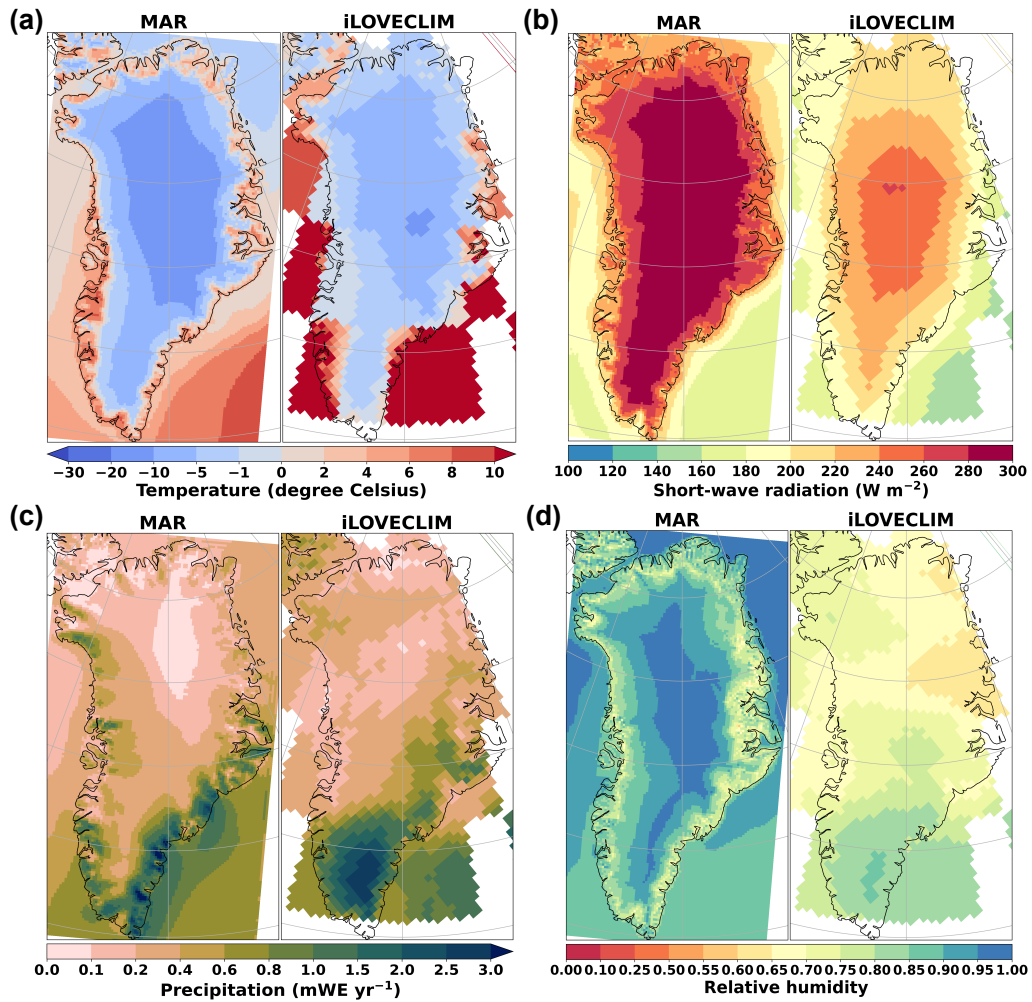 (a) MAR iLOVECLIM
−30 −20 −10 −5 −1 0 2 4 6 8 10
Temperature (degree Celsius)
(b) MAR iLOVECLIM
100 120 140 160 180 200 220 240 260 280 300
Short-wave radiation (W m−2)
(c) MAR iLOVECLIM
0.0 0.1 0.2 0.4 0.6 0.8 1.0 1.5 2.0 2.5 3.0
Precipitation (mWE yr−1)
(d) MAR iLOVECLIM
0.00 0.10 0.25 0.50 0.55 0.60 0.65 0.70 0.75 0.80 0.85 0.90 0.95 1.00
Relative humidity